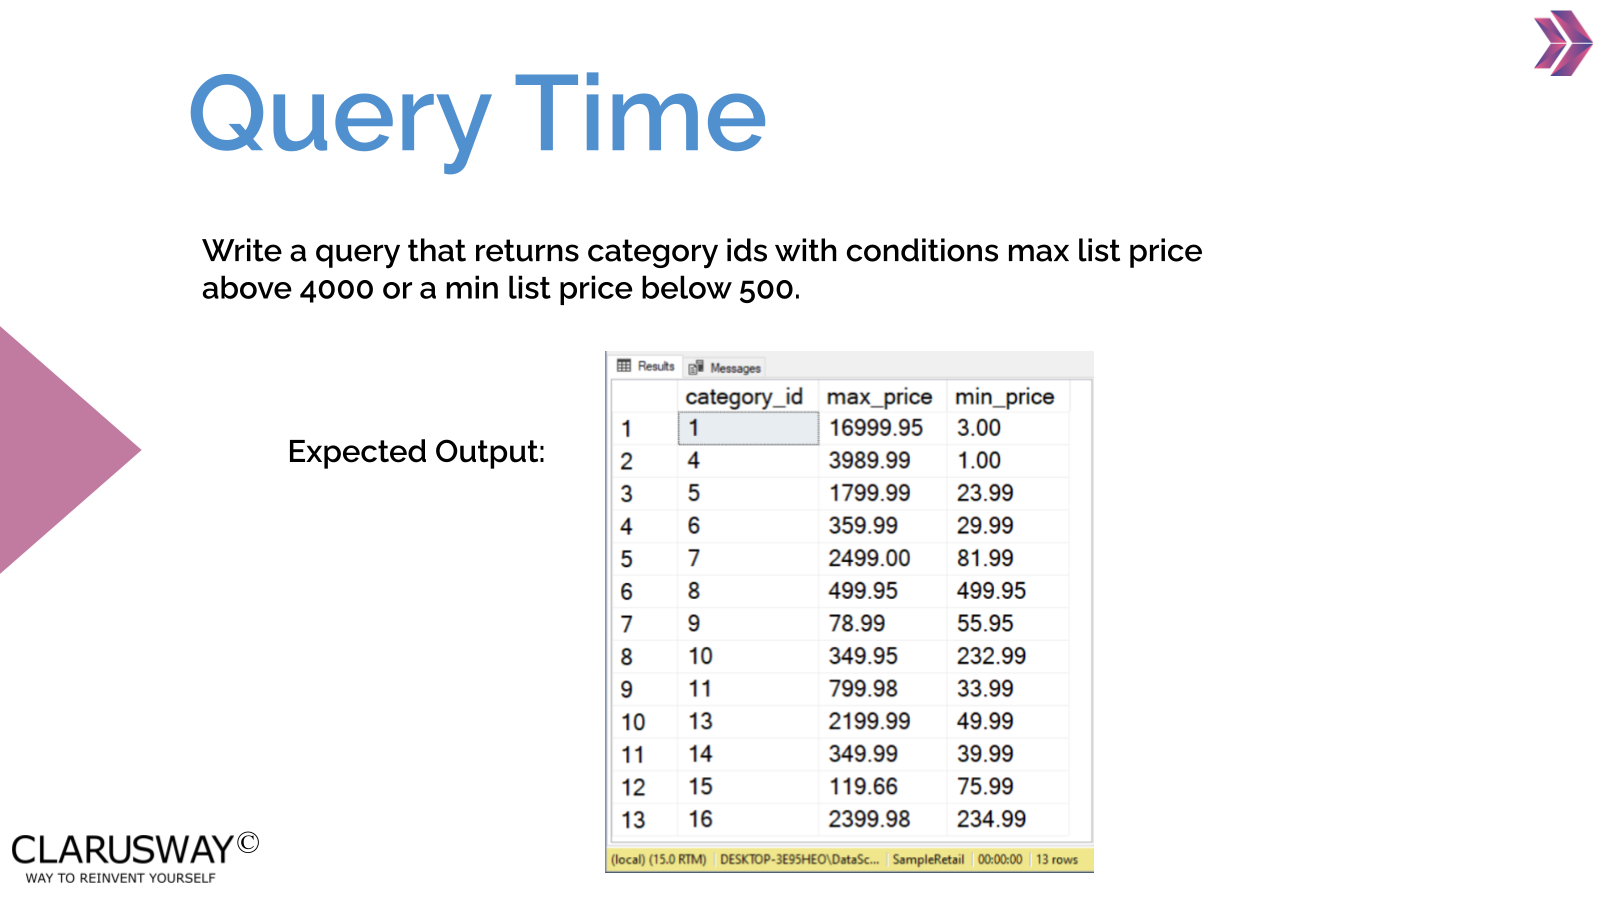 Query Time
Write a query that returns category ids with conditions max list price
above 4000 or a min list price below 500.
Expected Output:
Results Messages
category_id max_price min_price
1 1 16999.95 3.00
2 4 3989.99 1.00
3 5 1799.99 23.99
4 6 359.99 29.99
5 7 2499.00 81.99
6 8 499.95 499.95
7 9 78.99 55.95
8 10 349.95 232.99
9 11 799.98 33.99
10 13 2199.99 49.99
11 14 349.99 39.99
12 15 119.66 75.99
13 16 2399.98 234.99
(local) (15.0 RTM) DESKTOP-3E95HEO\DataSc... SampleRetail 00:00:00 13 rows
CLARUSWAY©
WAY TO REINVENT YOURSELF